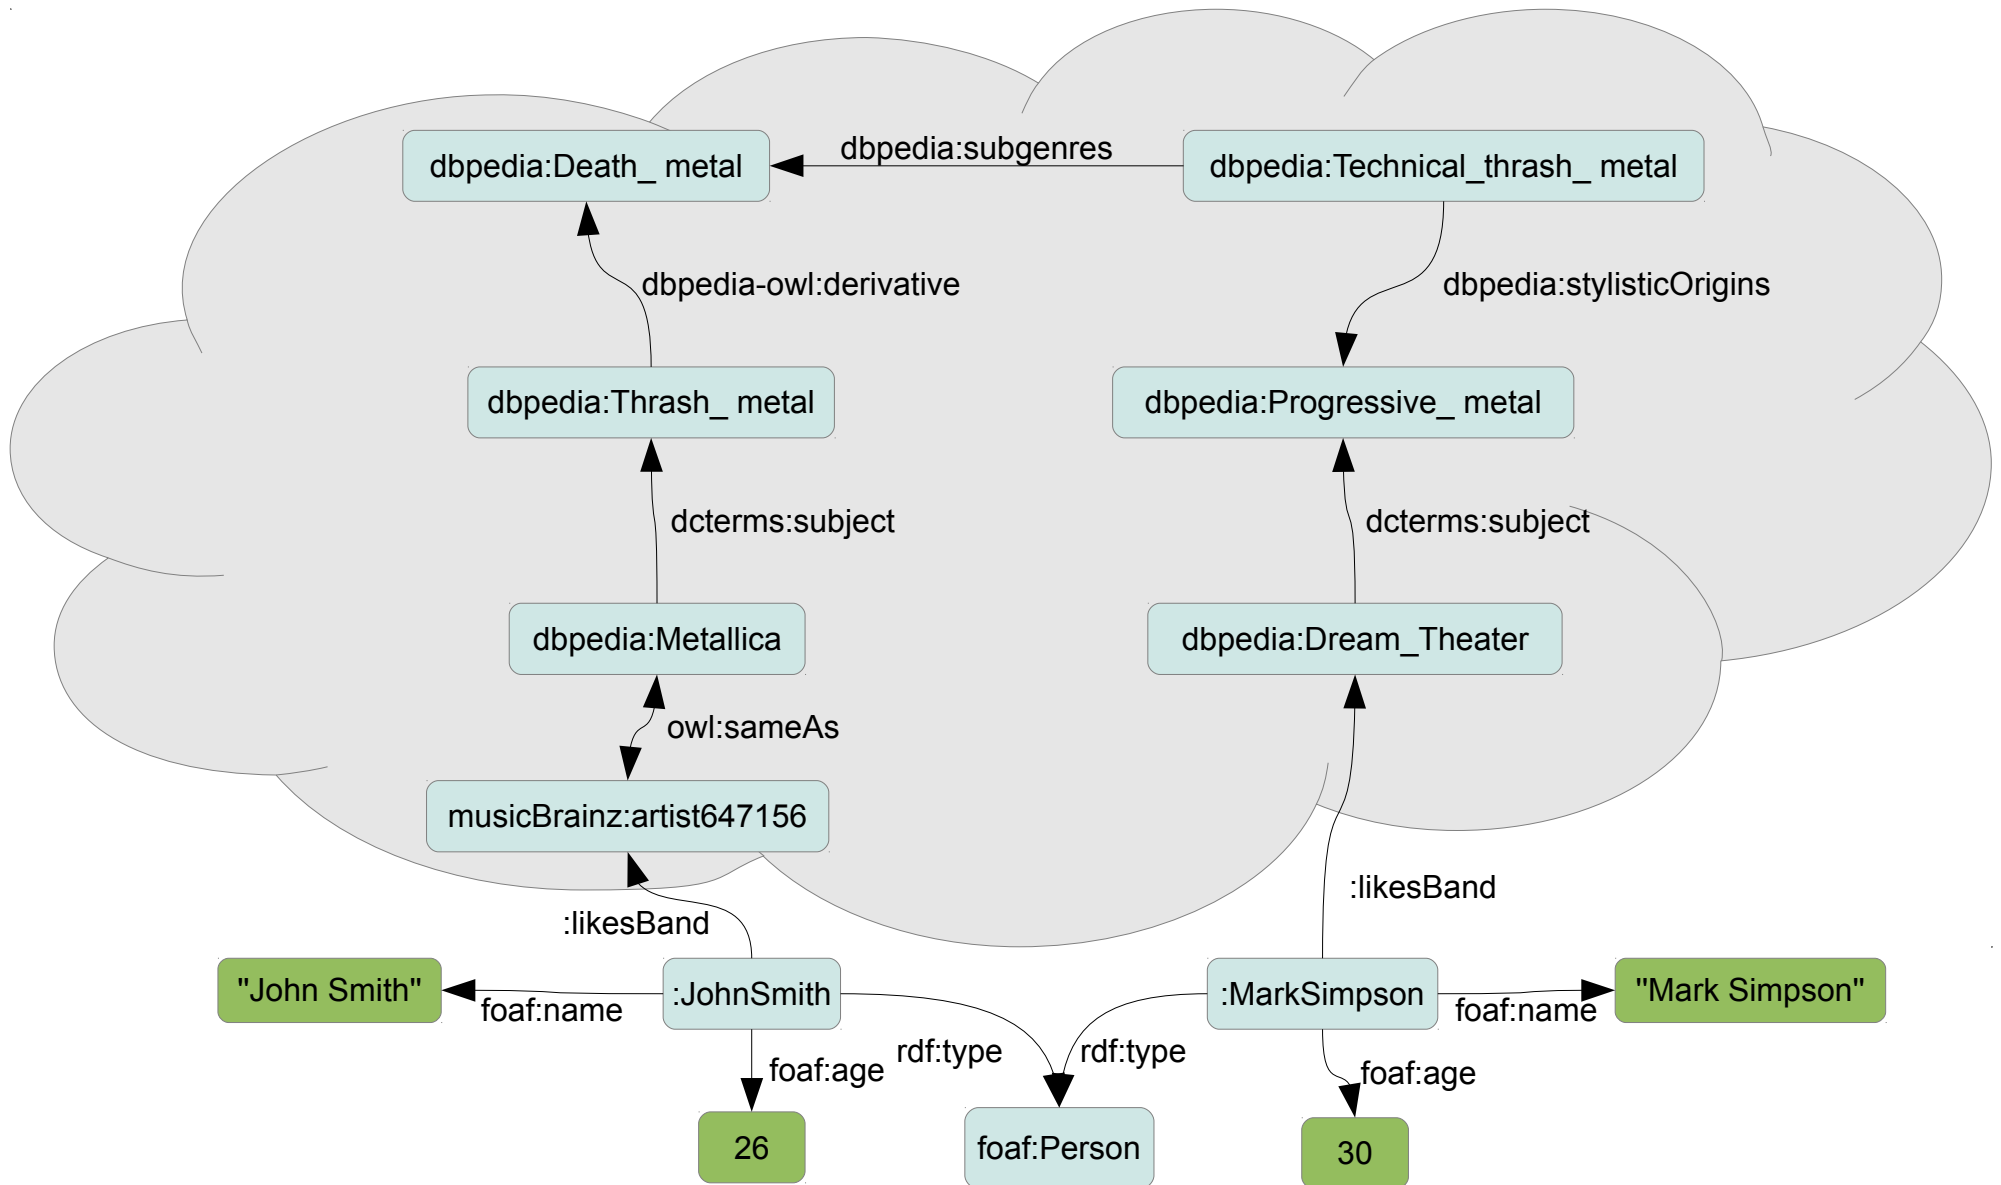 dbpedia:subgenres
dbpedia:Death_ metal
dbpedia:Technical_thrash_ metal
dbpedia-owl:derivative
dbpedia:stylisticOrigins
dbpedia:Thrash_ metal
dbpedia:Progressive_ metal
dcterms:subject
dcterms:subject
dbpedia:Metallica
dbpedia:Dream_Theater
owl:sameAs
musicBrainz:artist647156
:likesBand
:likesBand
"John Smith"
foaf:name
:JohnSmith
:MarkSimpson
foaf:name
"Mark Simpson"
rdf:type
rdf:type
foaf:age
foaf:age
26
foaf:Person
30